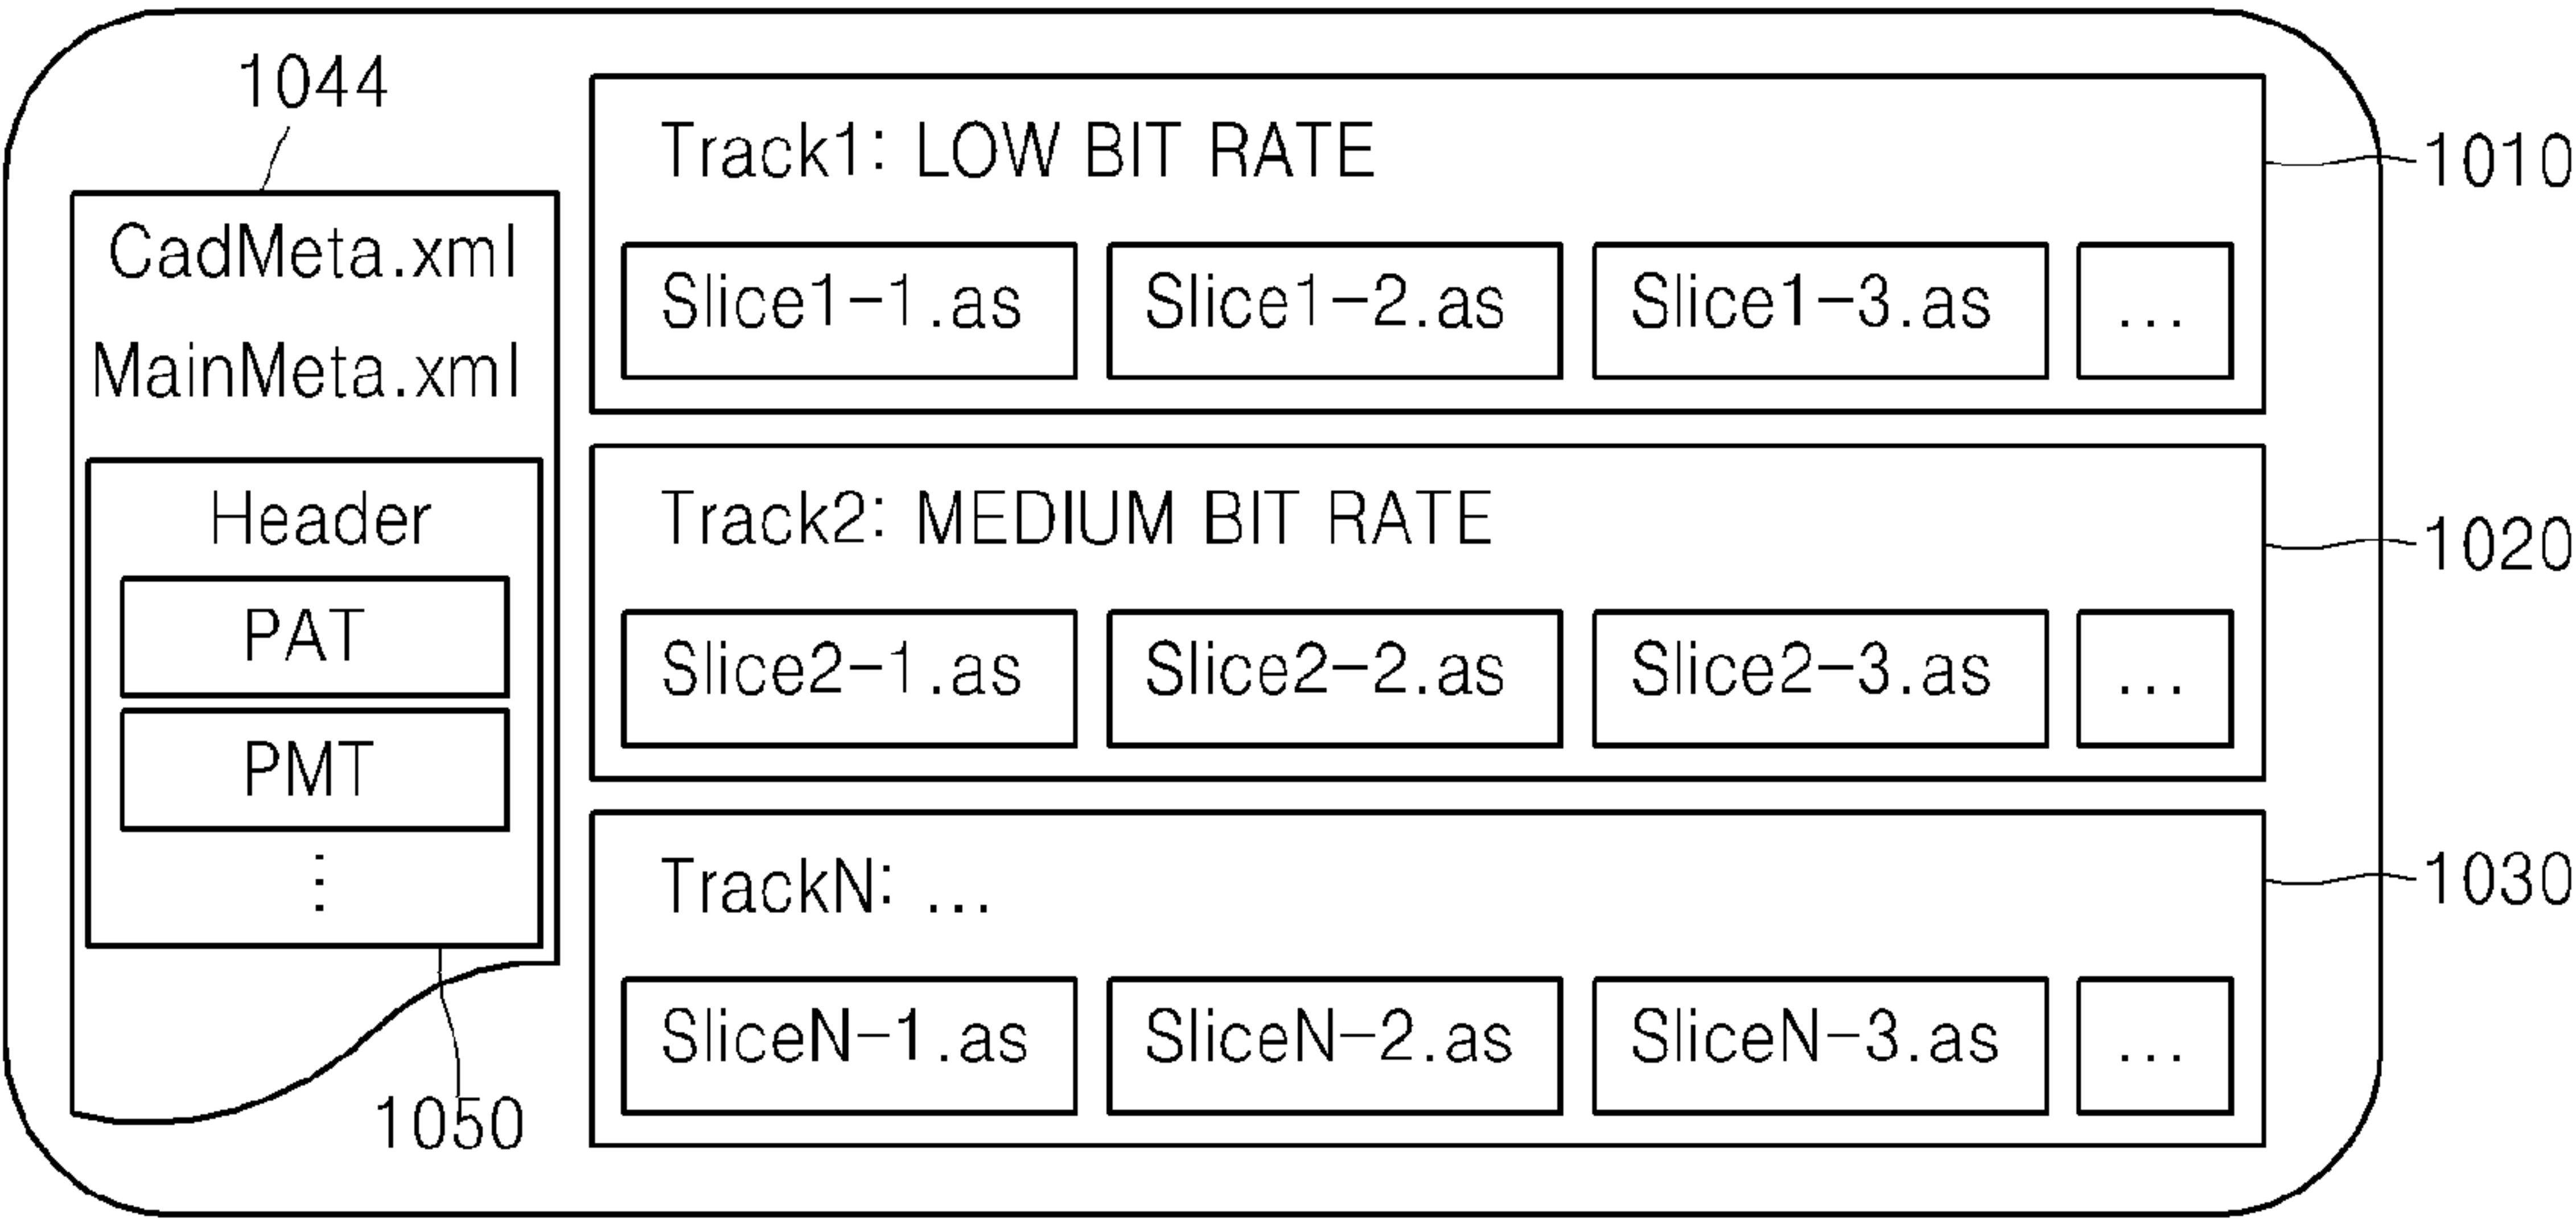 1044
CadMeta.xml
MainMeta.xml
Header
PAT
PMT
⋮
1050
Track1: LOW BIT RATE
Slice1-1.as
Slice1-2.as
Slice1-3.as
...
1010
Track2: MEDIUM BIT RATE
Slice2-1.as
Slice2-2.as
Slice2-3.as
...
1020
TrackN: ...
SliceN-1.as
SliceN-2.as
SliceN-3.as
...
1030